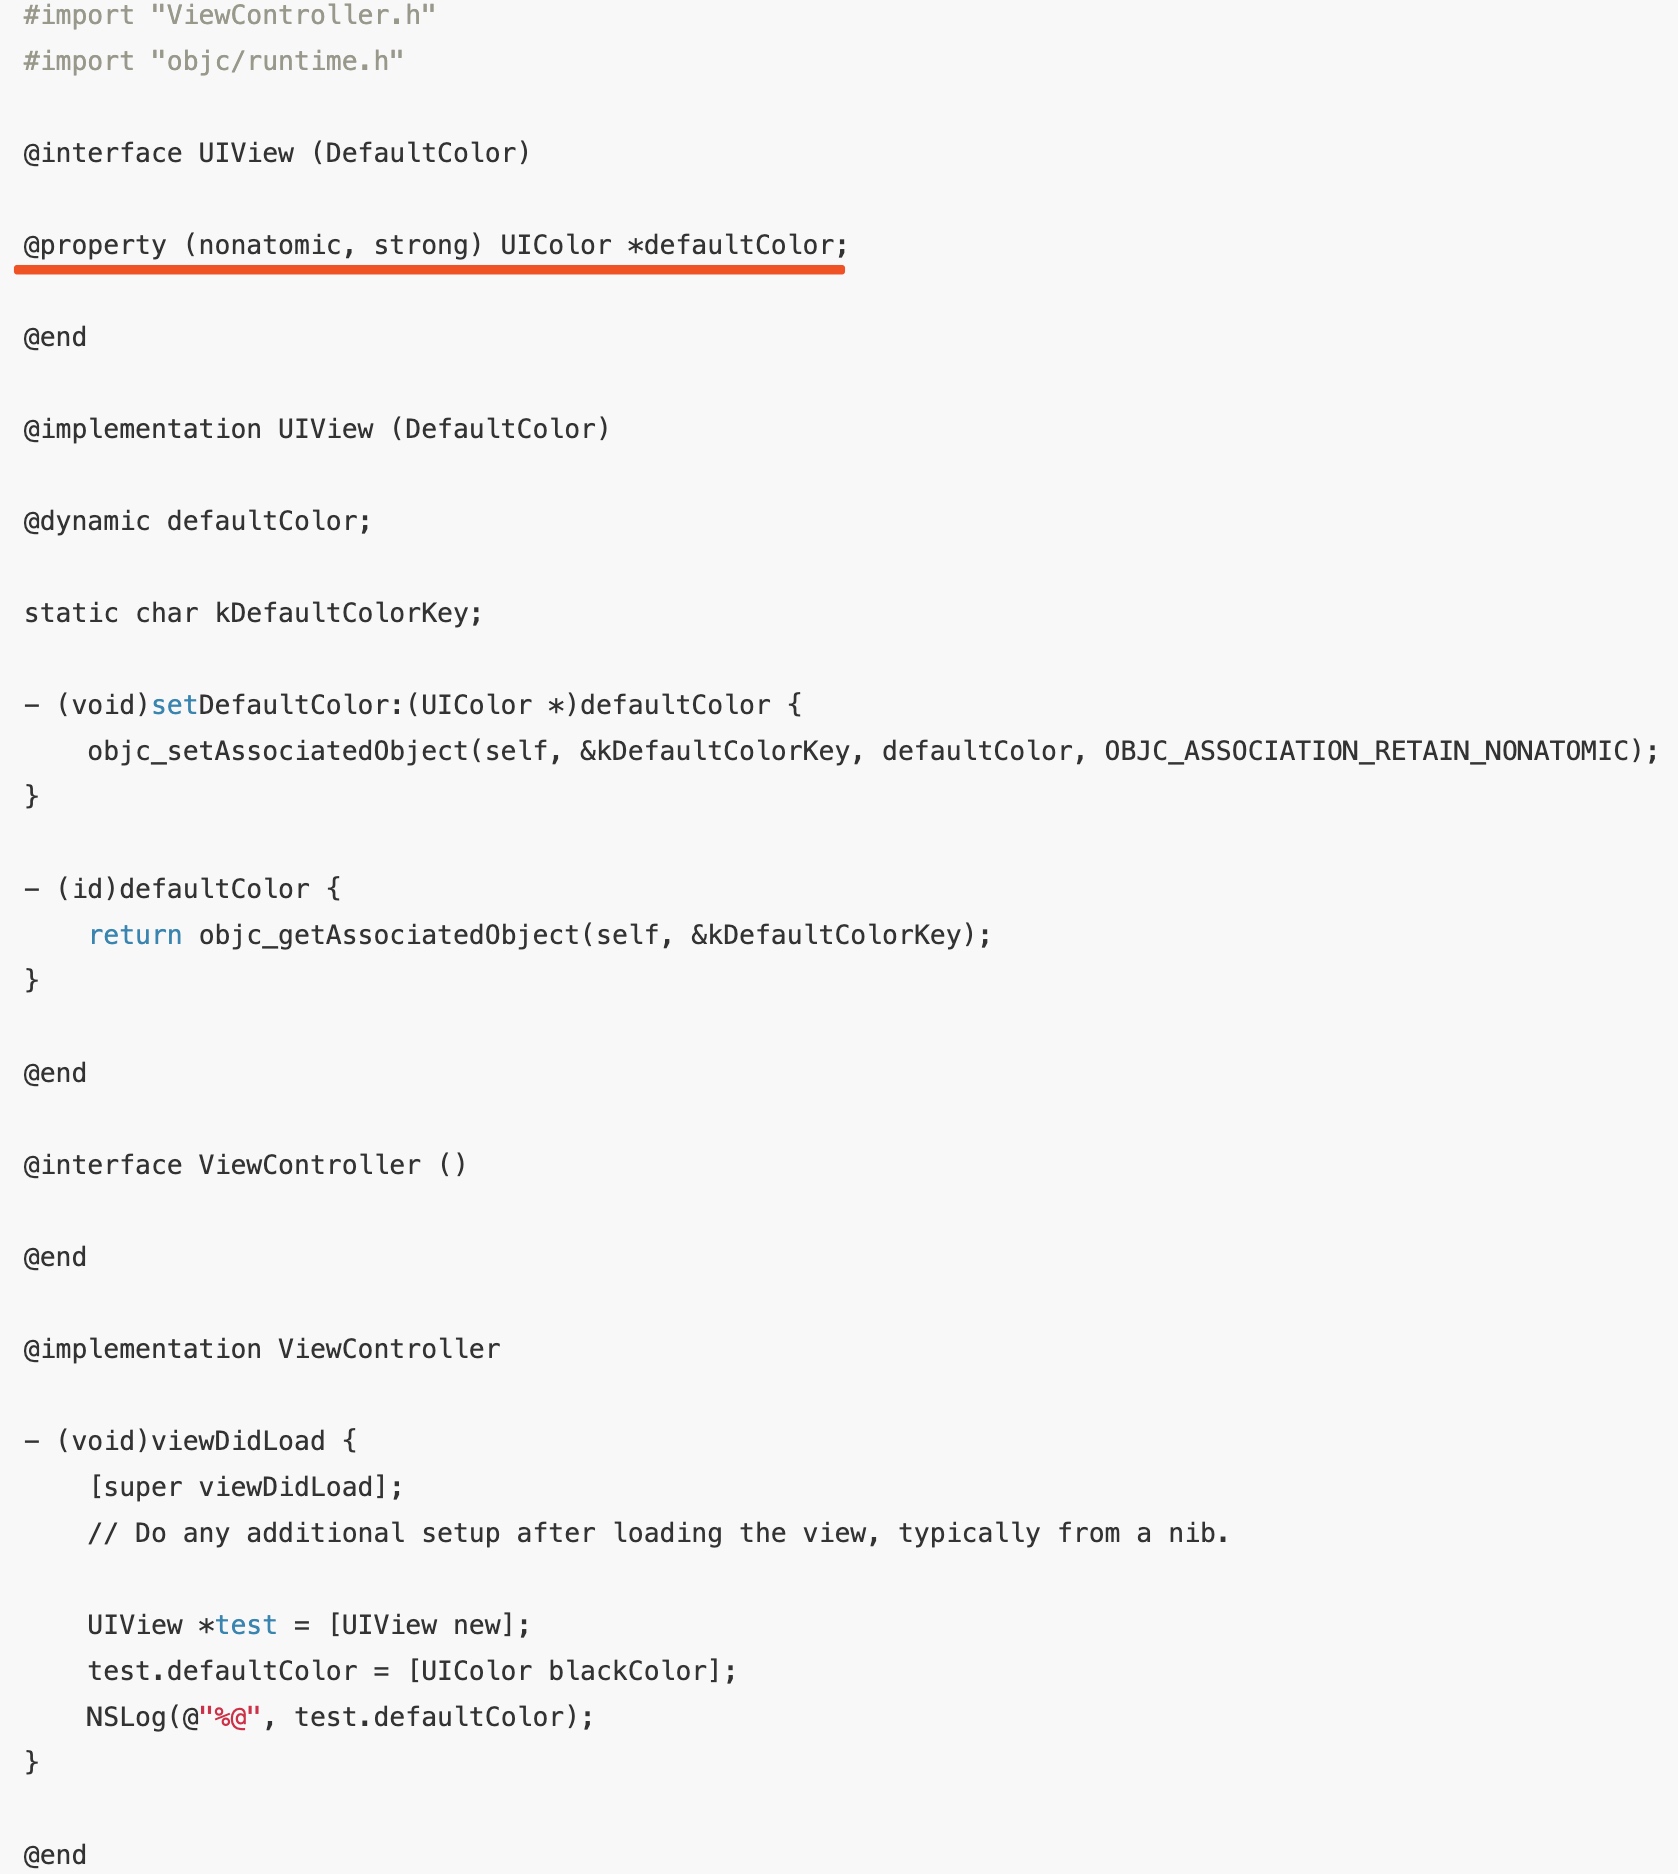 #import "ViewController.h"
#import "objc/runtime.h"
@interface UIView (DefaultColor)
@property (nonatomic, strong) UIColor *defaultColor;
@end
@implementation UIView (DefaultColor)
@dynamic defaultColor;
static char kDefaultColorKey;
- (void)setDefaultColor:(UIColor *)defaultColor {
    objc_setAssociatedObject(self, &kDefaultColorKey, defaultColor, OBJC_ASSOCIATION_RETAIN_NONATOMIC);
}
- (id)defaultColor {
    return objc_getAssociatedObject(self, &kDefaultColorKey);
}
@end
@interface ViewController ()
@end
@implementation ViewController
- (void)viewDidLoad {
    [super viewDidLoad];
    // Do any additional setup after loading the view, typically from a nib.
    UIView *test = [UIView new];
    test.defaultColor = [UIColor blackColor];
    NSLog(@"%@", test.defaultColor);
}
@end